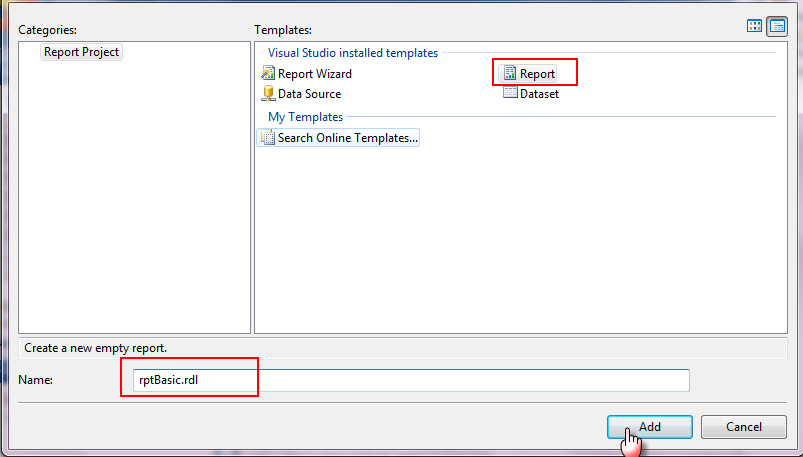 Categories:
Templates:
Report Project
Visual Studio installed templates
Report Wizard
Report
Data Source
Dataset
My Templates
Search Online Templates...
Create a new empty report.
Name:
rptBasic.rdl
Add
Cancel